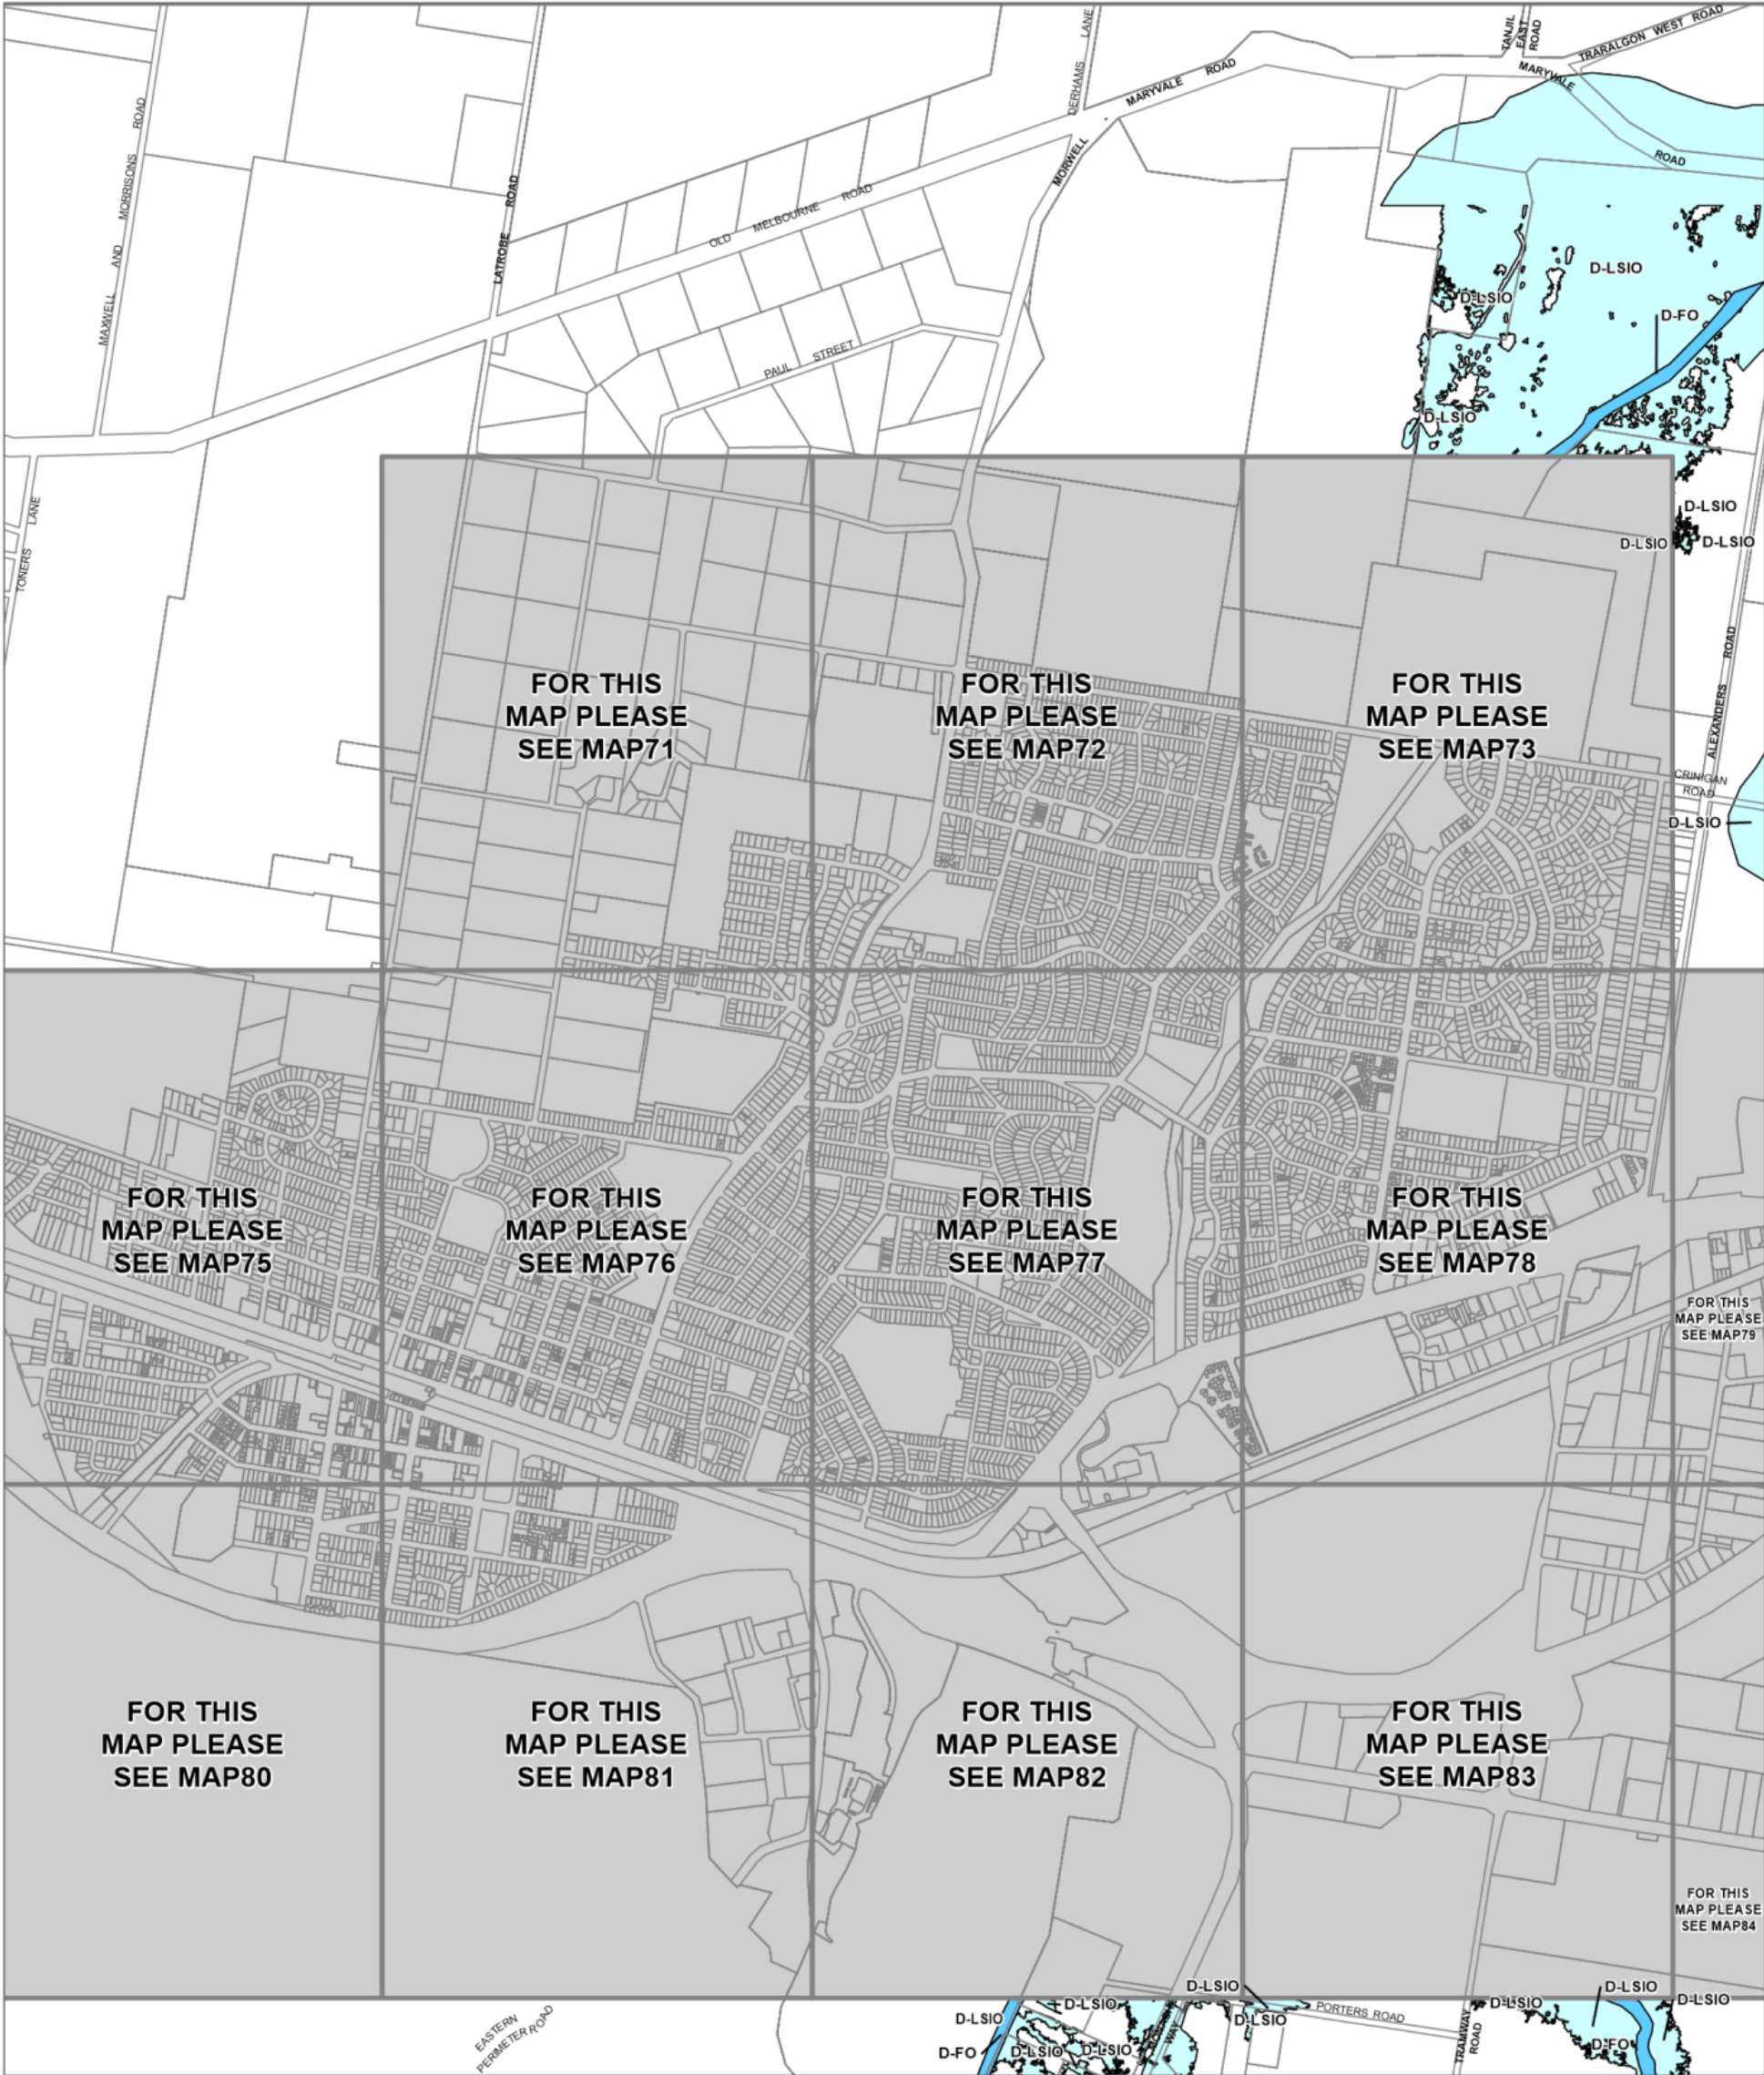 TANJIL
EAST
ROAD
TRARALGON WEST ROAD
MARYVALE
ROAD
DERHAMS LANE
MARYVALE ROAD
MORWELL
MAXWELL AND MORRISONS ROAD
LATROBE ROAD
OLD MELBOURNE ROAD
PAUL STREET
D-LSIO
D-LSIO
D-FO
D-LSIO
TONERS LANE
D-LSIO
D-LSIO
D-LSIO
ALEXANDERS ROAD
FOR THIS
MAP PLEASE
SEE MAP71
FOR THIS
MAP PLEASE
SEE MAP72
FOR THIS
MAP PLEASE
SEE MAP73
CRINIGAN
ROAD
D-LSIO
FOR THIS
MAP PLEASE
SEE MAP75
FOR THIS
MAP PLEASE
SEE MAP76
FOR THIS
MAP PLEASE
SEE MAP77
FOR THIS
MAP PLEASE
SEE MAP78
FOR THIS
MAP PLEASE
SEE MAP79
FOR THIS
MAP PLEASE
SEE MAP80
FOR THIS
MAP PLEASE
SEE MAP81
FOR THIS
MAP PLEASE
SEE MAP82
FOR THIS
MAP PLEASE
SEE MAP83
FOR THIS
MAP PLEASE
SEE MAP84
EASTERN
PERIMETER ROAD
D-LSIO
D-LSIO
D-LSIO
D-LSIO
D-FO
D-LSIO
D-LSIO
WAY
PORTERS ROAD
TRAMWAY
ROAD
D-LSIO
D-LSIO
D-LSIO
D-FO